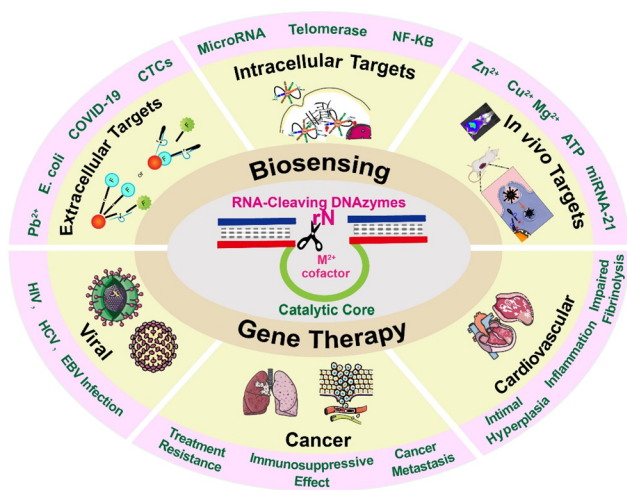 MicroRNA
Telomerase
NF-KB
Intracellular Targets
Pb²⁺
E. coli
COVID-19
CTCs
Extracellular Targets
F
F
F
or
F
F
Zn²⁺
Cu²⁺
Mg²⁺
ATP
miRNA-21
In vivo Targets
Biosensing
RNA-Cleaving DNAzymes
rN
M²⁺
cofactor
Catalytic Core
Gene Therapy
Viral
HIV,
HCV,
EBV Infection
Cancer
Treatment
Resistance
Immunosuppressive
Effect
Cancer
Metastasis
Cardiovascular
Intimal
Hyperplasia
Inflammation
Impaired
Fibrinolysis